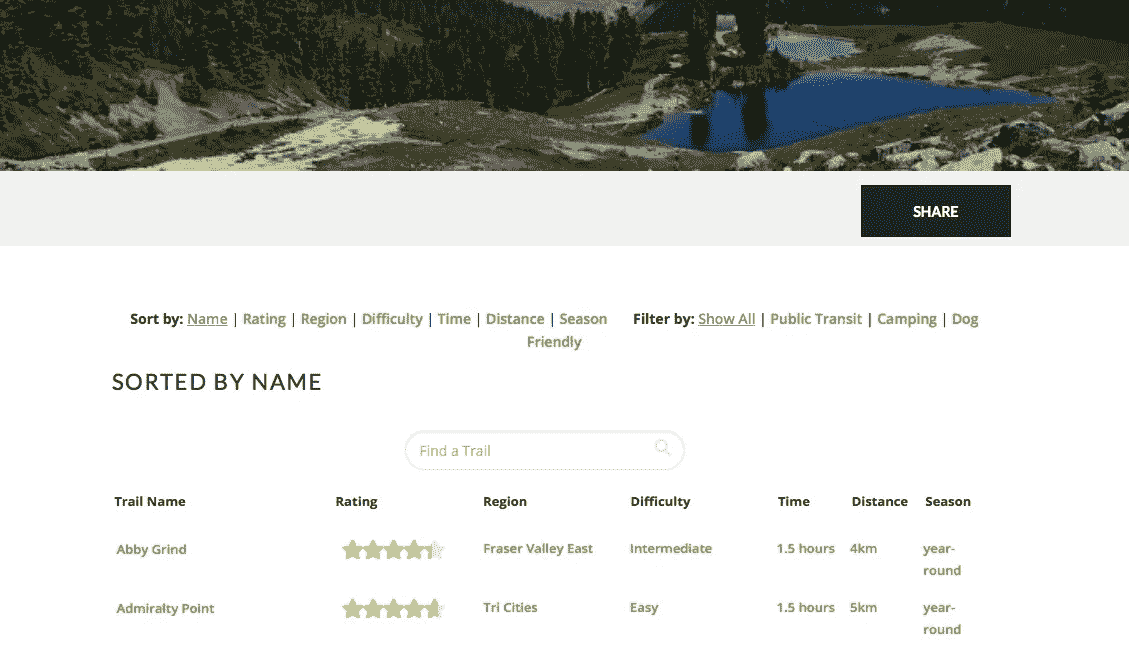 SHARE
Sort by: Name | Rating | Region | Difficulty | Time | Distance | Season Filter by: Show All | Public Transit | Camping | Dog
Friendly
SORTED BY NAME
Find a Trail
Trail Name Rating Region Difficulty Time Distance Season
Abby Grind Fraser Valley East Intermediate 1.5 hours 4km year-
round
Admiralty Point Tri Cities Easy 1.5 hours 5km year-
round